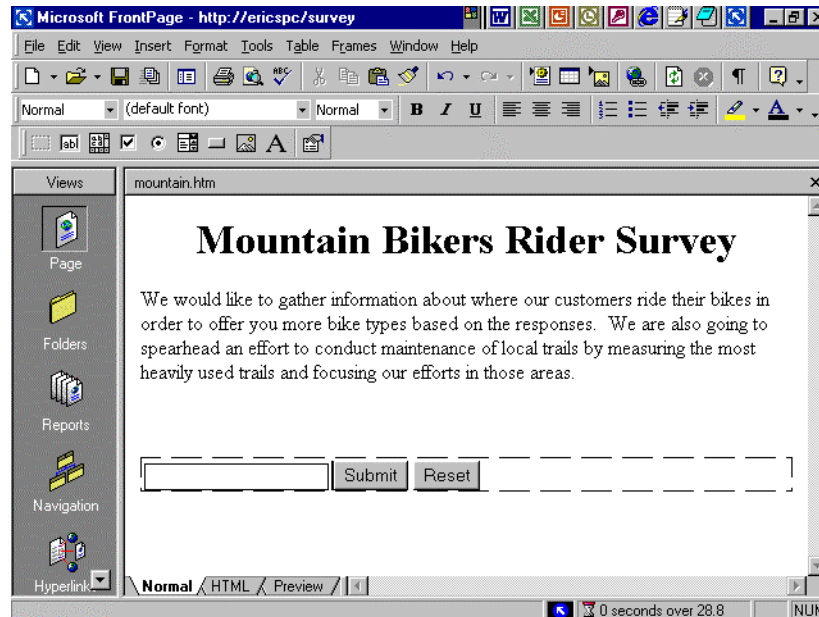 Microsoft FrontPage - http://ericspc/survey
File Edit View Insert Format Tools Table Frames Window Help
Normal (default font) Normal B I U A
abl A
Views mountain.htm
Page
Folders
Reports
Navigation
Hyperlink
Mountain Bikers Rider Survey
We would like to gather information about where our customers ride their bikes in
order to offer you more bike types based on the responses. We are also going to
spearhead an effort to conduct maintenance of local trails by measuring the most
heavily used trails and focusing our efforts in those areas.
Submit Reset
Normal HTML Preview
0 seconds over 28.8 NUM